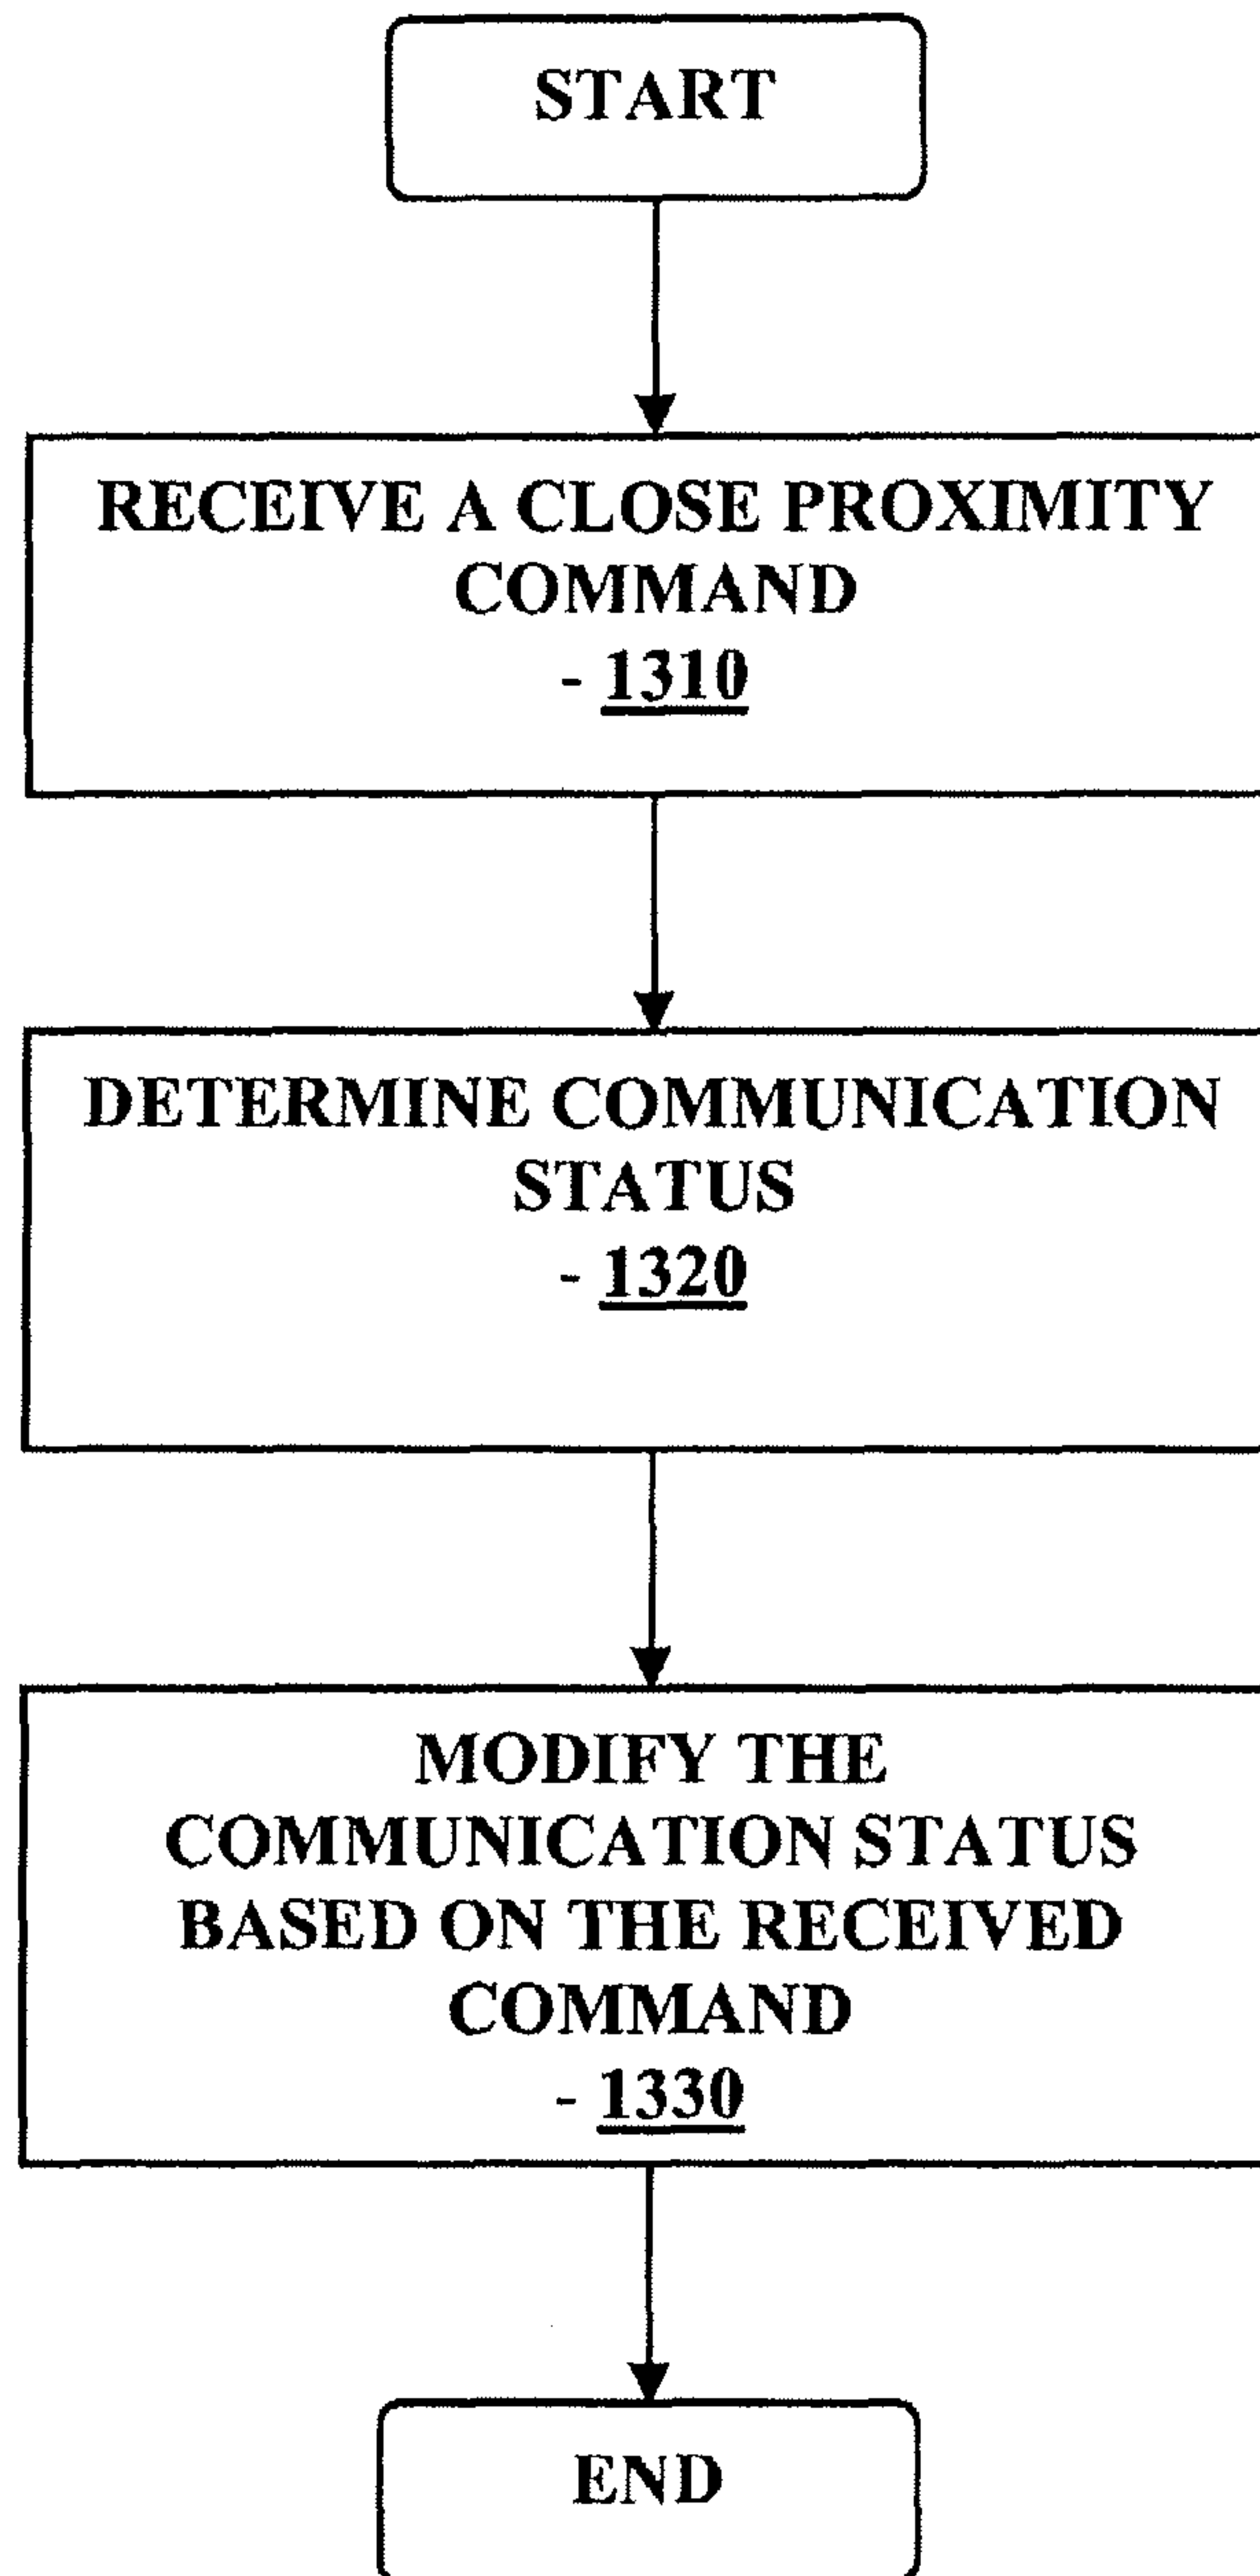 START
RECEIVE A CLOSE PROXIMITY
COMMAND
- 1310
DETERMINE COMMUNICATION
STATUS
- 1320
MODIFY THE
COMMUNICATION STATUS
BASED ON THE RECEIVED
COMMAND
- 1330
END